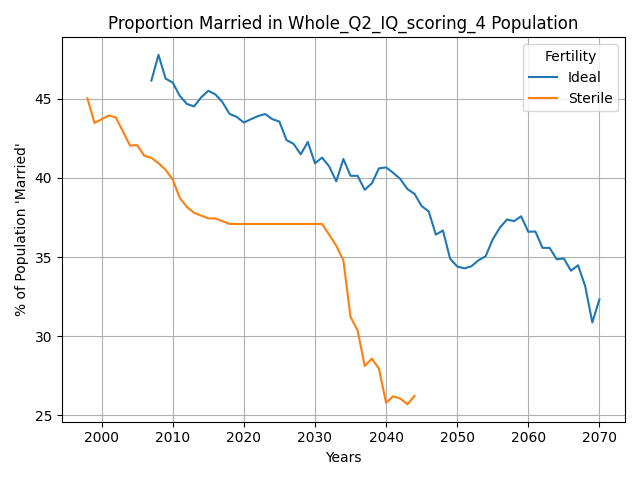 Proportion Married in Whole_Q2_IQ_scoring_4 Population
Fertility
Ideal
Sterile
% of Population 'Married'
45
40
35
30
25
2000 2010 2020 2030 2040 2050 2060 2070
Years